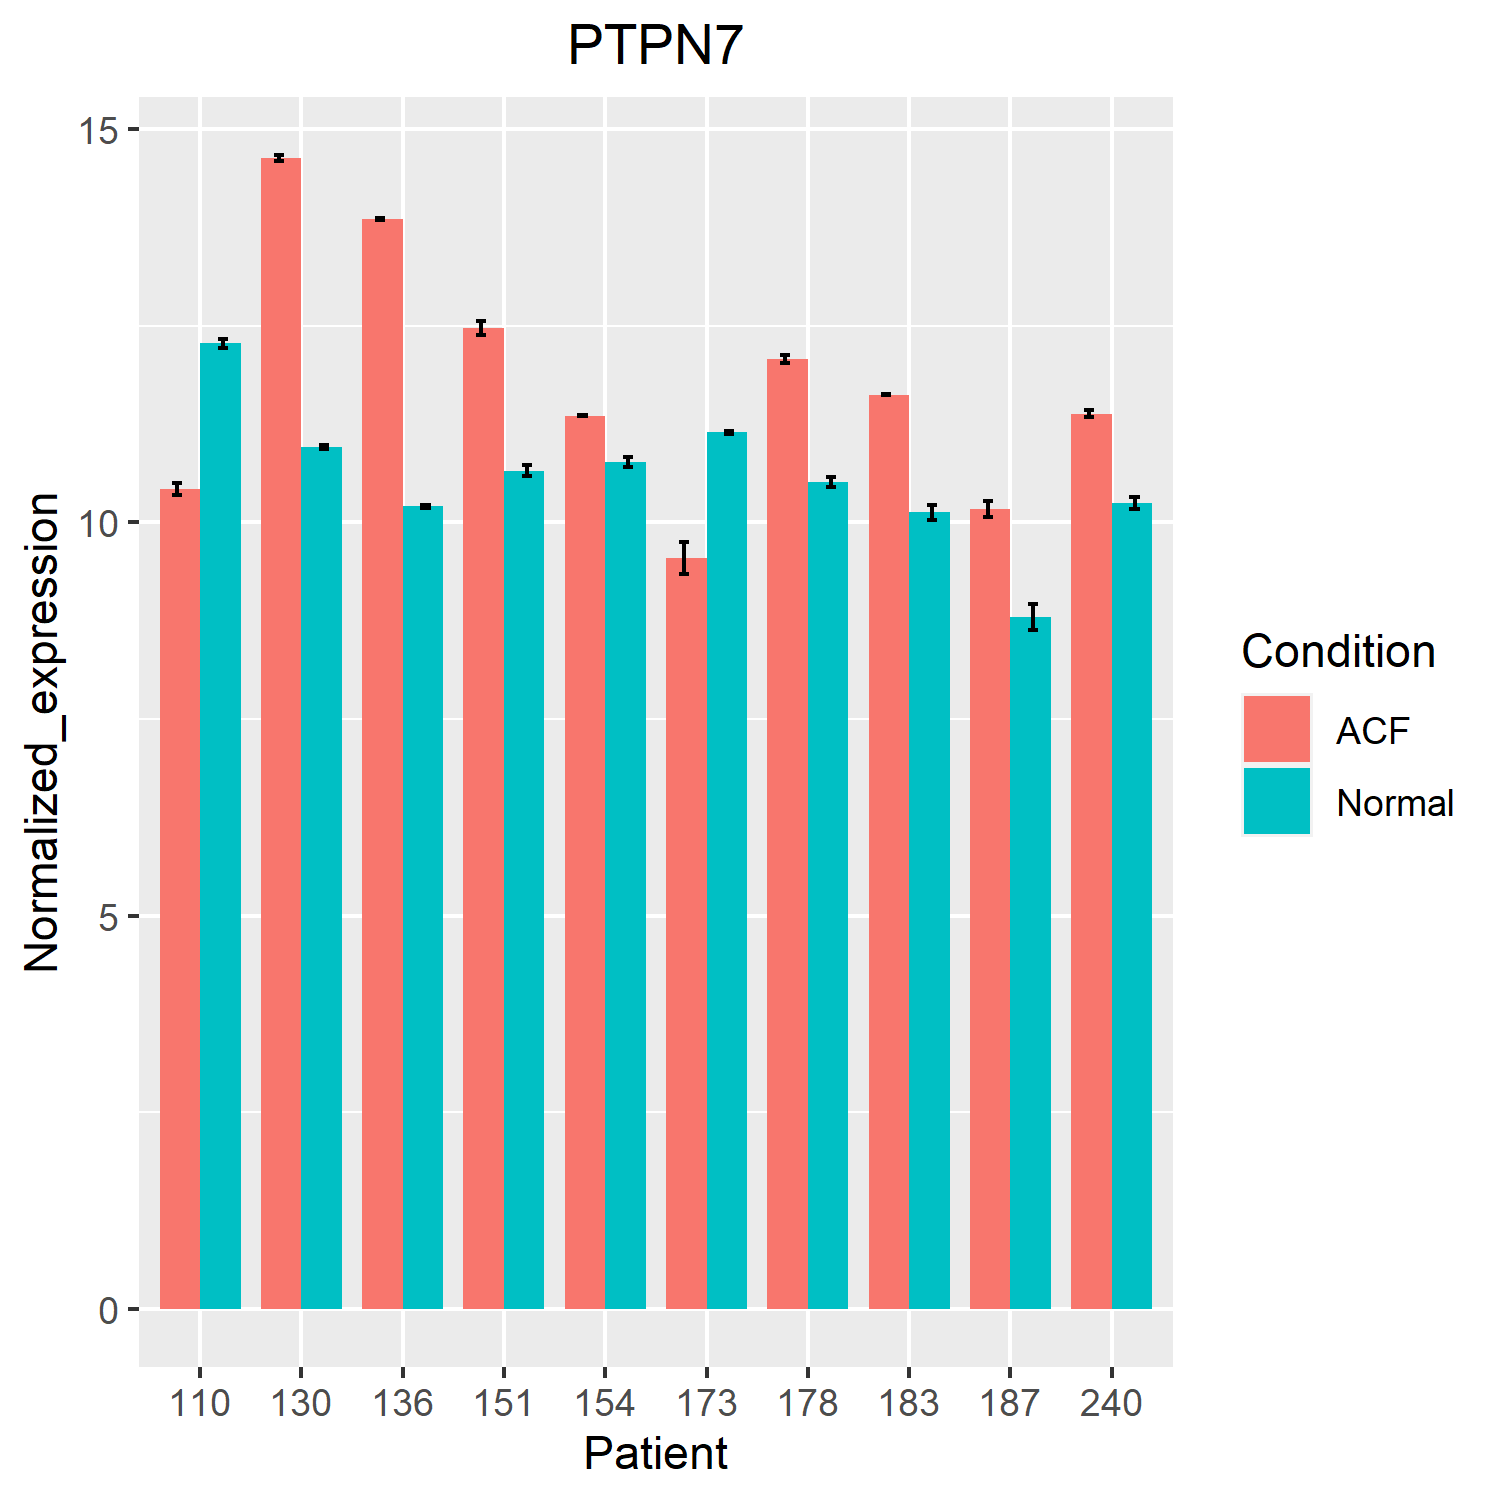 PTPN7
15
10
5
0
Normalized_expression
110 130 136 151 154 173 178 183 187 240
Patient
Condition
ACF
Normal